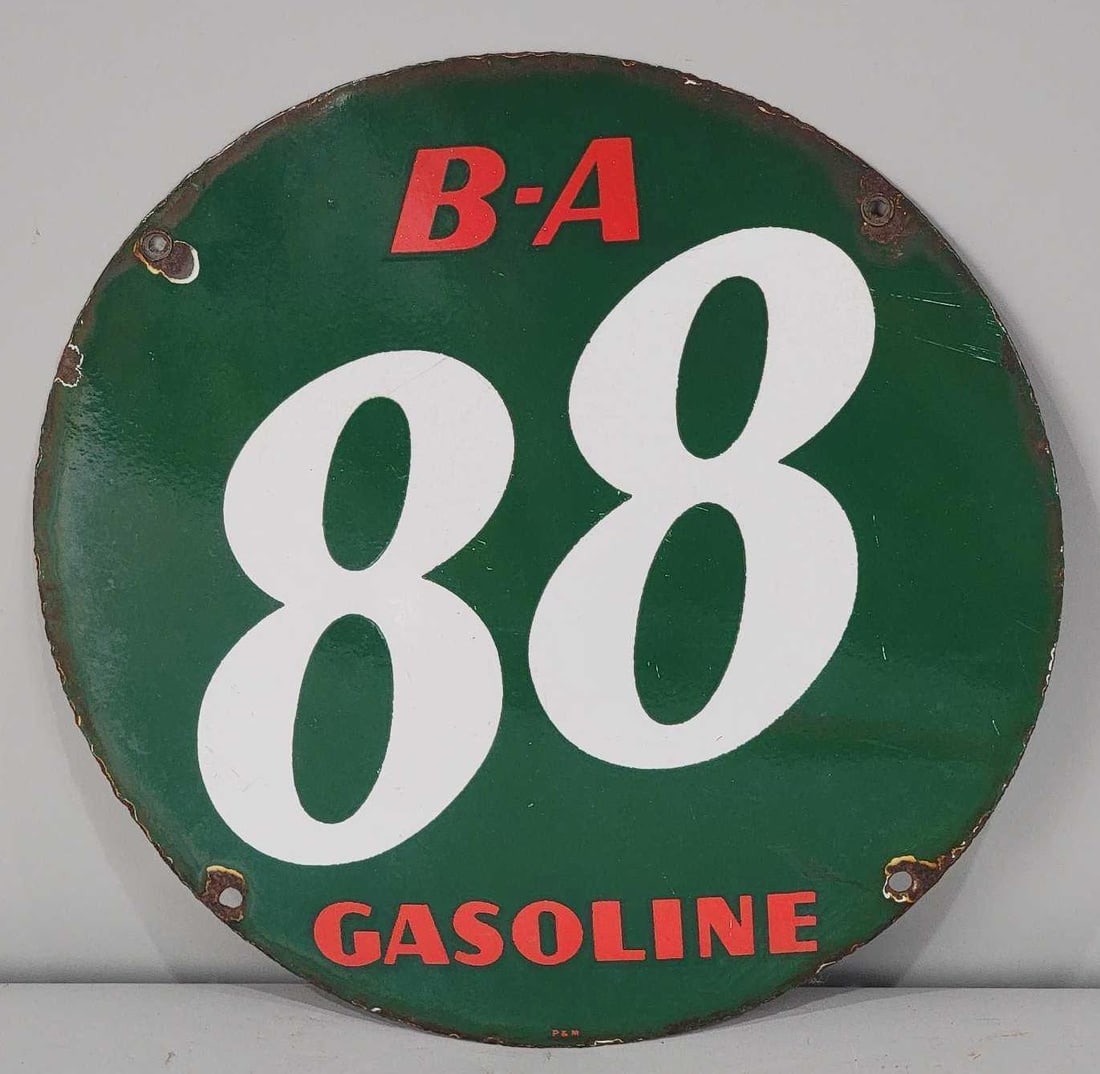 B-A
88
GASOLINE
P & M